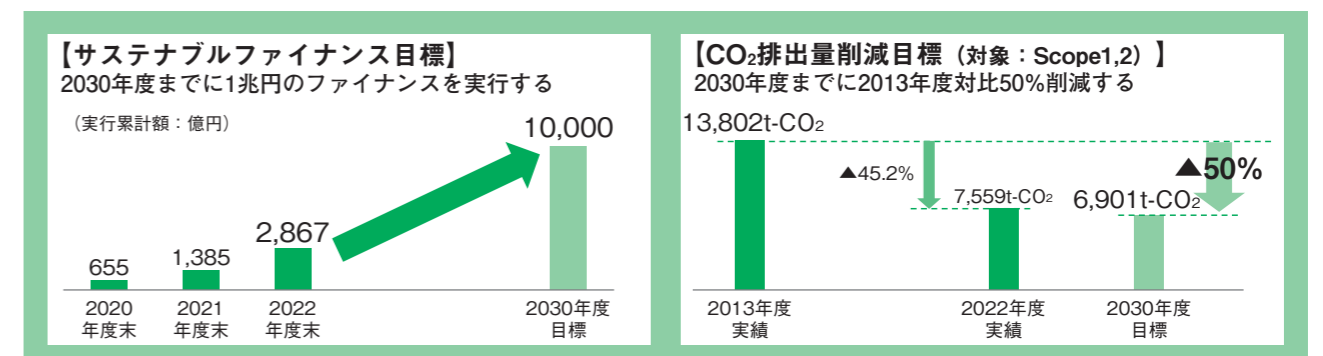 【サステナブルファイナンス目標】
2030年度までに1兆円のファイナンスを実行する
（実行累計額：億円）
655
1,385
2,867
10,000
2020
年度末
2021
年度末
2022
年度末
2030年度
目標
【CO₂排出量削減目標（対象：Scope1,2）】
2030年度までに2013年度対比50%削減する
13,802t-CO₂
▲45.2%
7,559t-CO₂
6,901t-CO₂
▲50%
2013年度
実績
2022年度
実績
2030年度
目標